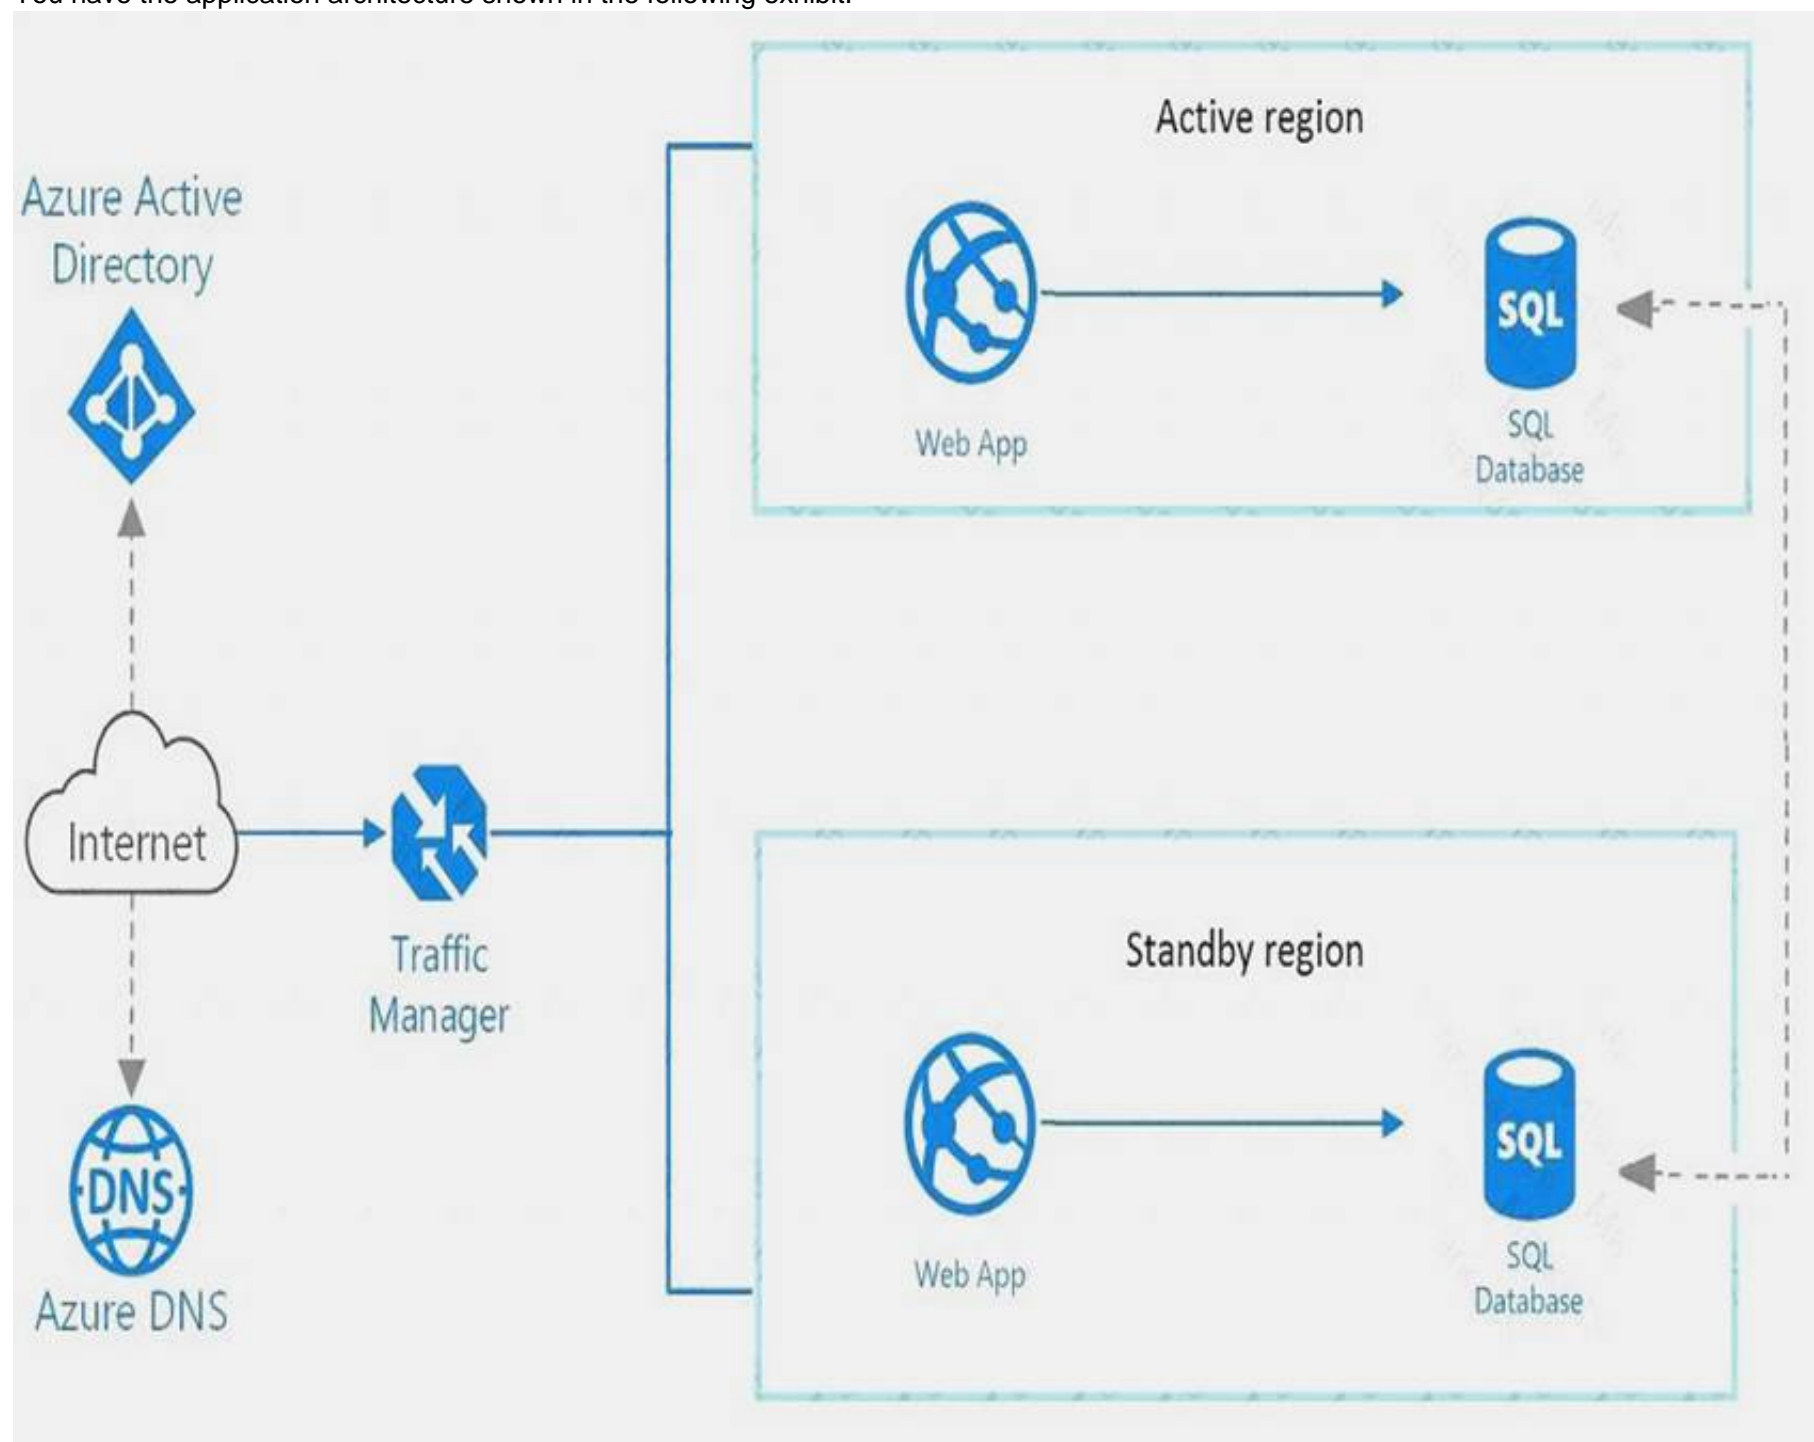 You have the application architecture shown in the following exhibit.
Active region
Azure Active
Directory
SQL
Web App
SQL
Database
Internet
Traffic
Manager
Standby region
DNS
Azure DNS
SQL
Web App
SQL
Database